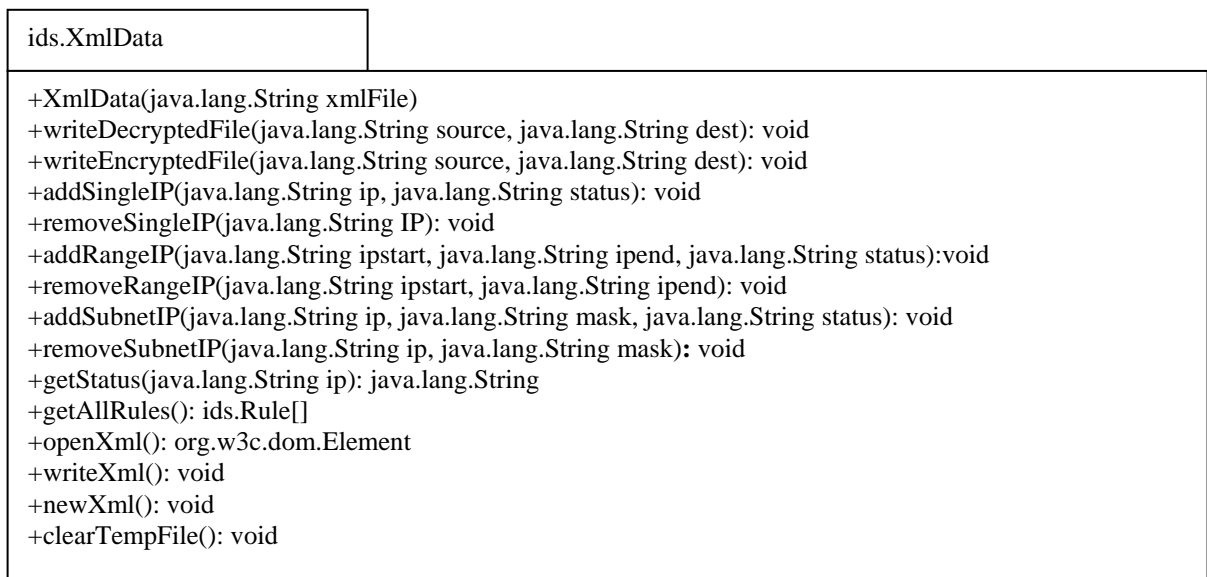 ids.XmlData
+XmlData(java.lang.String xmlFile)
+writeDecryptedFile(java.lang.String source, java.lang.String dest): void
+writeEncryptedFile(java.lang.String source, java.lang.String dest): void
+addSingleIP(java.lang.String ip, java.lang.String status): void
+removeSingleIP(java.lang.String IP): void
+addRangeIP(java.lang.String ipstart, java.lang.String ipend, java.lang.String status):void
+removeRangeIP(java.lang.String ipstart, java.lang.String ipend): void
+addSubnetIP(java.lang.String ip, java.lang.String mask, java.lang.String status): void
+removeSubnetIP(java.lang.String ip, java.lang.String mask): void
+getStatus(java.lang.String ip): java.lang.String
+getAllRules(): ids.Rule[]
+openXml(): org.w3c.dom.Element
+writeXml(): void
+newXml(): void
+clearTempFile(): void